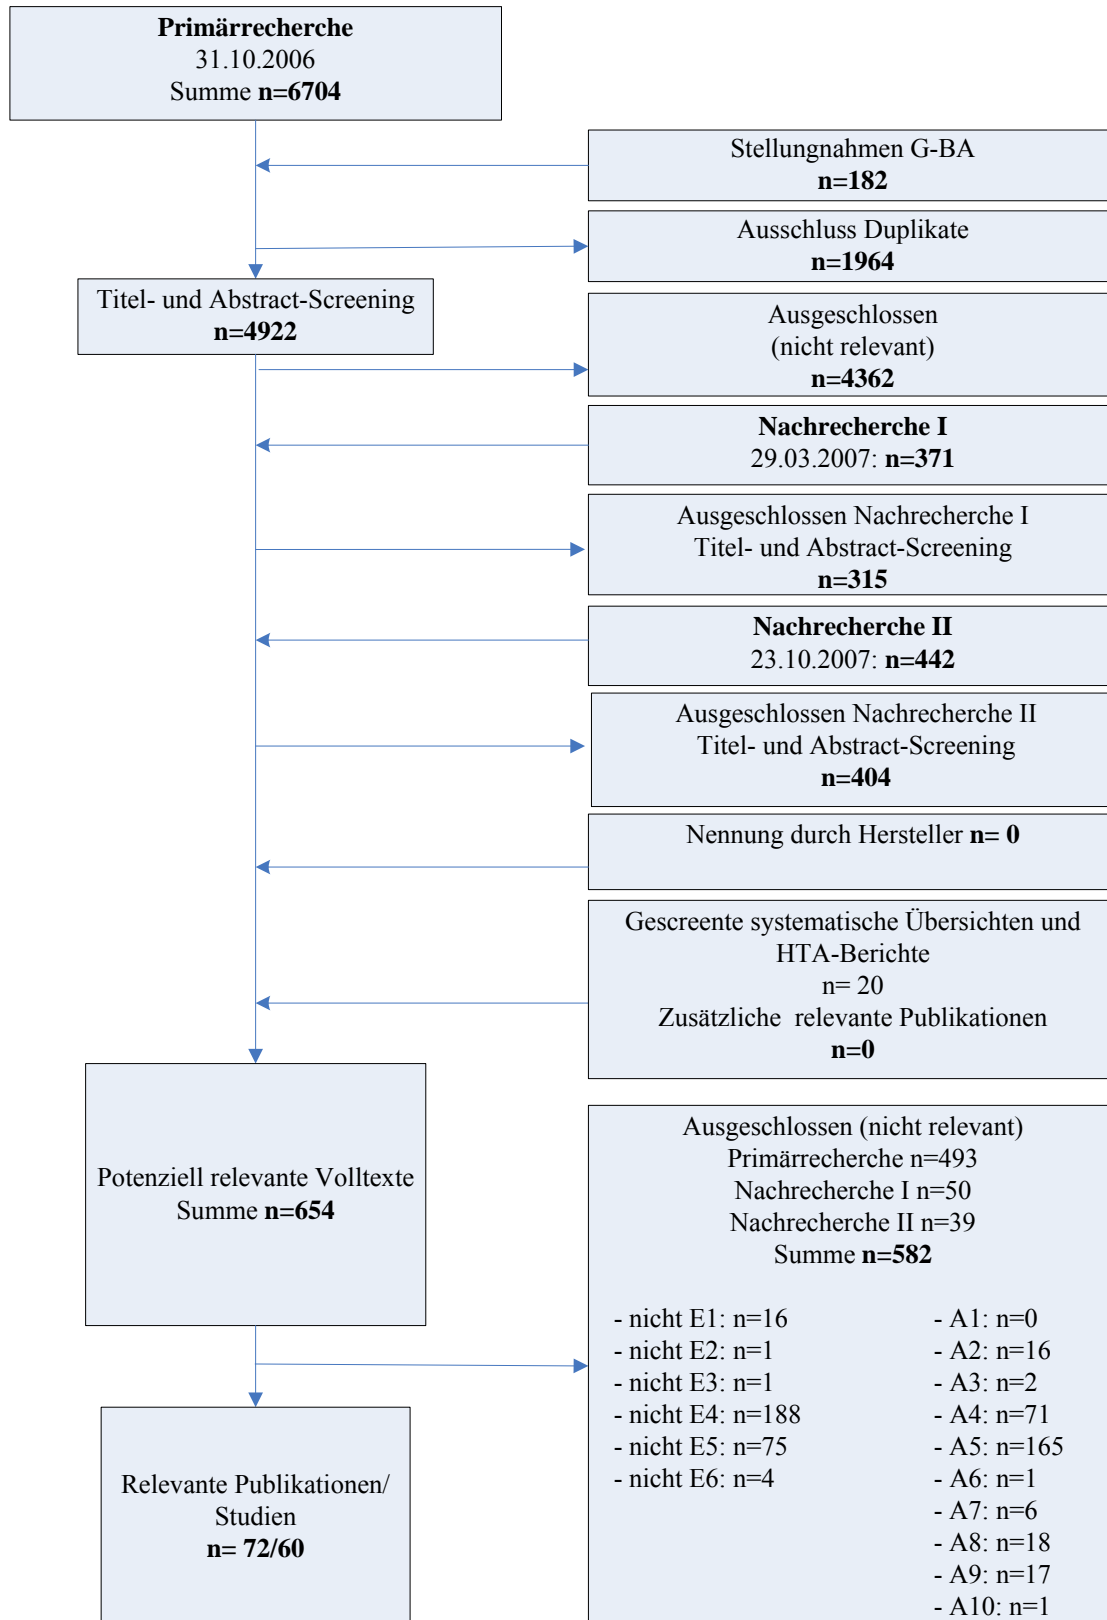 Primärrecherche
31.10.2006
Summe n=6704
Stellungnahmen G-BA
n=182
Ausschluss Duplikate
n=1964
Titel- und Abstract-Screening
n=4922
Ausgeschlossen
(nicht relevant)
n=4362
Nachrecherche I
29.03.2007: n=371
Ausgeschlossen Nachrecherche I
Titel- und Abstract-Screening
n=315
Nachrecherche II
23.10.2007: n=442
Ausgeschlossen Nachrecherche II
Titel- und Abstract-Screening
n=404
Nennung durch Hersteller n= 0
Gescreente systematische Übersichten und
HTA-Berichte
n= 20
Zusätzliche relevante Publikationen
n=0
Potenziell relevante Volltexte
Summe n=654
Ausgeschlossen (nicht relevant)
Primärrecherche n=493
Nachrecherche I n=50
Nachrecherche II n=39
Summe n=582
- nicht E1: n=16
- nicht E2: n=1
- nicht E3: n=1
- nicht E4: n=188
- nicht E5: n=75
- nicht E6: n=4
- A1: n=0
- A2: n=16
- A3: n=2
- A4: n=71
- A5: n=165
- A6: n=1
- A7: n=6
- A8: n=18
- A9: n=17
- A10: n=1
Relevante Publikationen/
Studien
n= 72/60